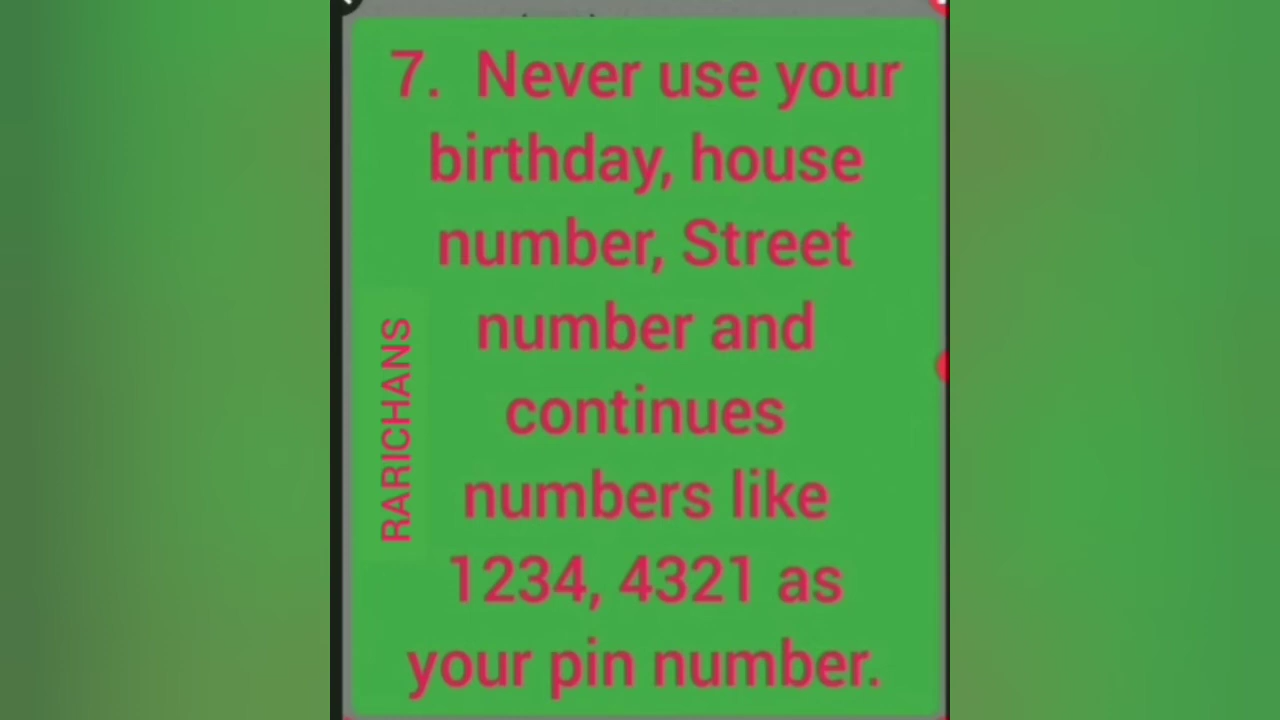 7. Never use your
birthday, house
number, Street
number and
continues
numbers like
1234, 4321 as
your pin number.
RARICHANS